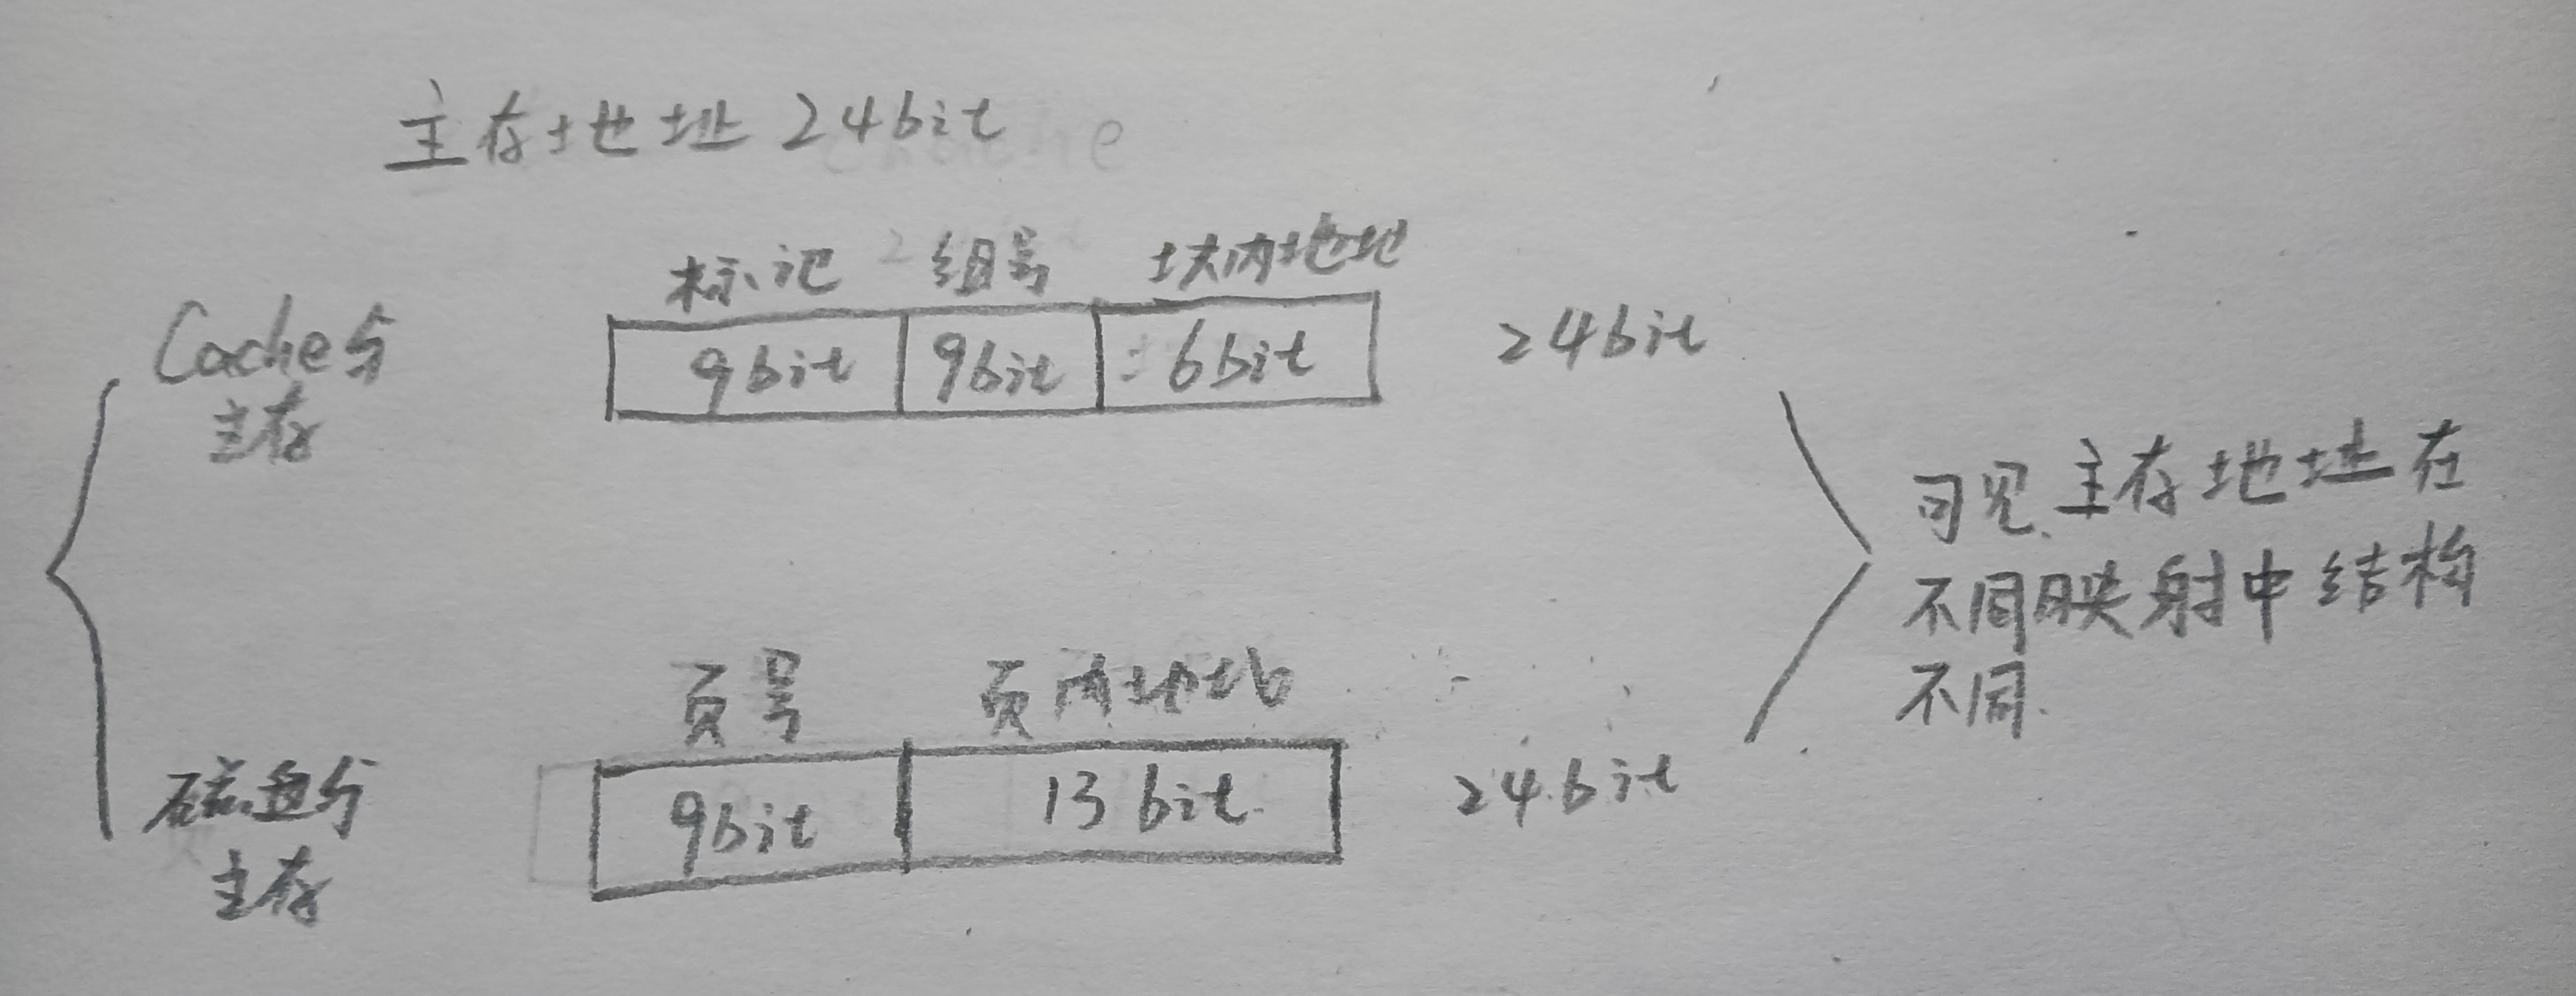 主存地址 24bit
标记 组号 块内地址
Cache与
主存
9bit 9bit 6bit
24bit
可见.主存地址在
不同映射中结构
不同.
页号 页内地址
磁盘与
主存
9bit 13bit
24bit